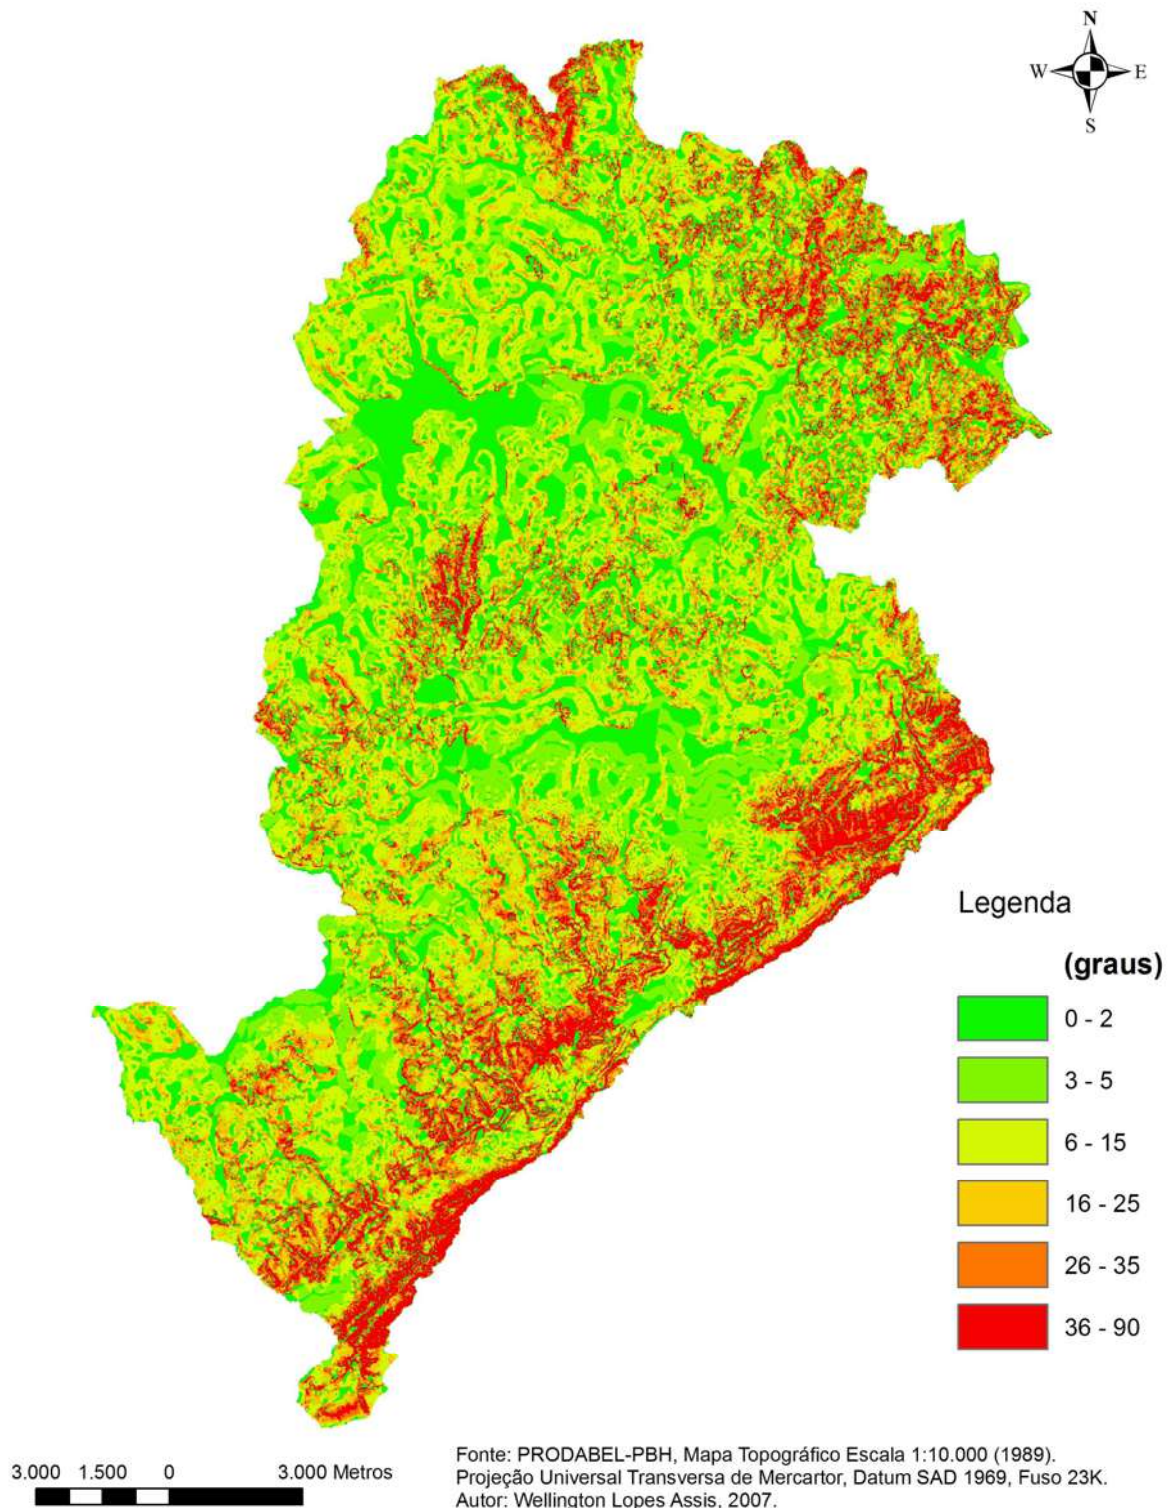 N
W E
S
Legenda
(graus)
0 - 2
3 - 5
6 - 15
16 - 25
26 - 35
36 - 90
3.000 1.500 0 3.000 Metros
Fonte: PRODABEL-PBH, Mapa Topográfico Escala 1:10.000 (1989).
Projeção Universal Transversa de Mercartor, Datum SAD 1969, Fuso 23K.
Autor: Wellington Lopes Assis, 2007.